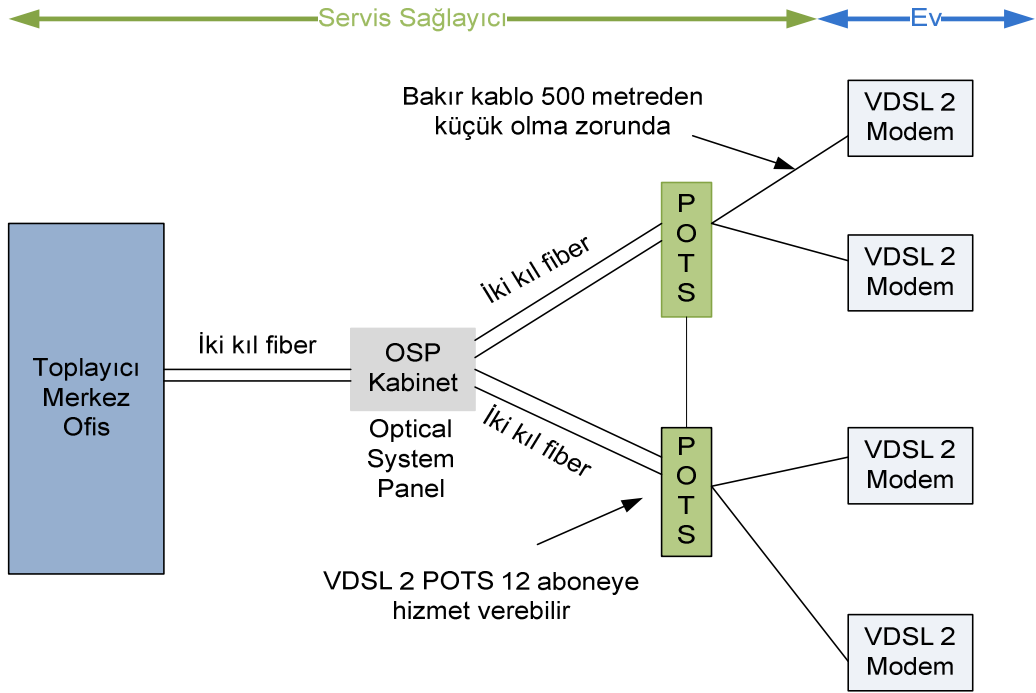 Servis Sağlayıcı
Ev
Bakır kablo 500 metreden
küçük olma zorunda
VDSL 2
Modem
P
O
T
S
İki kıl fiber
VDSL 2
Modem
İki kıl fiber
OSP
Kabinet
Toplayıcı
Merkez
Ofis
Optical
System
Panel
İki kıl fiber
P
O
T
S
VDSL 2
Modem
VDSL 2 POTS 12 aboneye
hizmet verebilir
VDSL 2
Modem